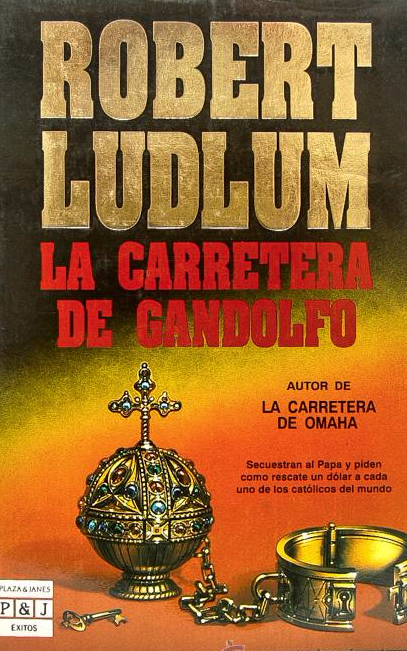 ROBERT
LUDLUM
LA CARRETERA
DE GANDOLFO
AUTOR DE
LA CARRETERA
DE OMAHA
Secuestran al Papa y piden
como rescate un dólar a cada
uno de los católicos del mundo
PLAZA & JANES
P & J
EXITOS